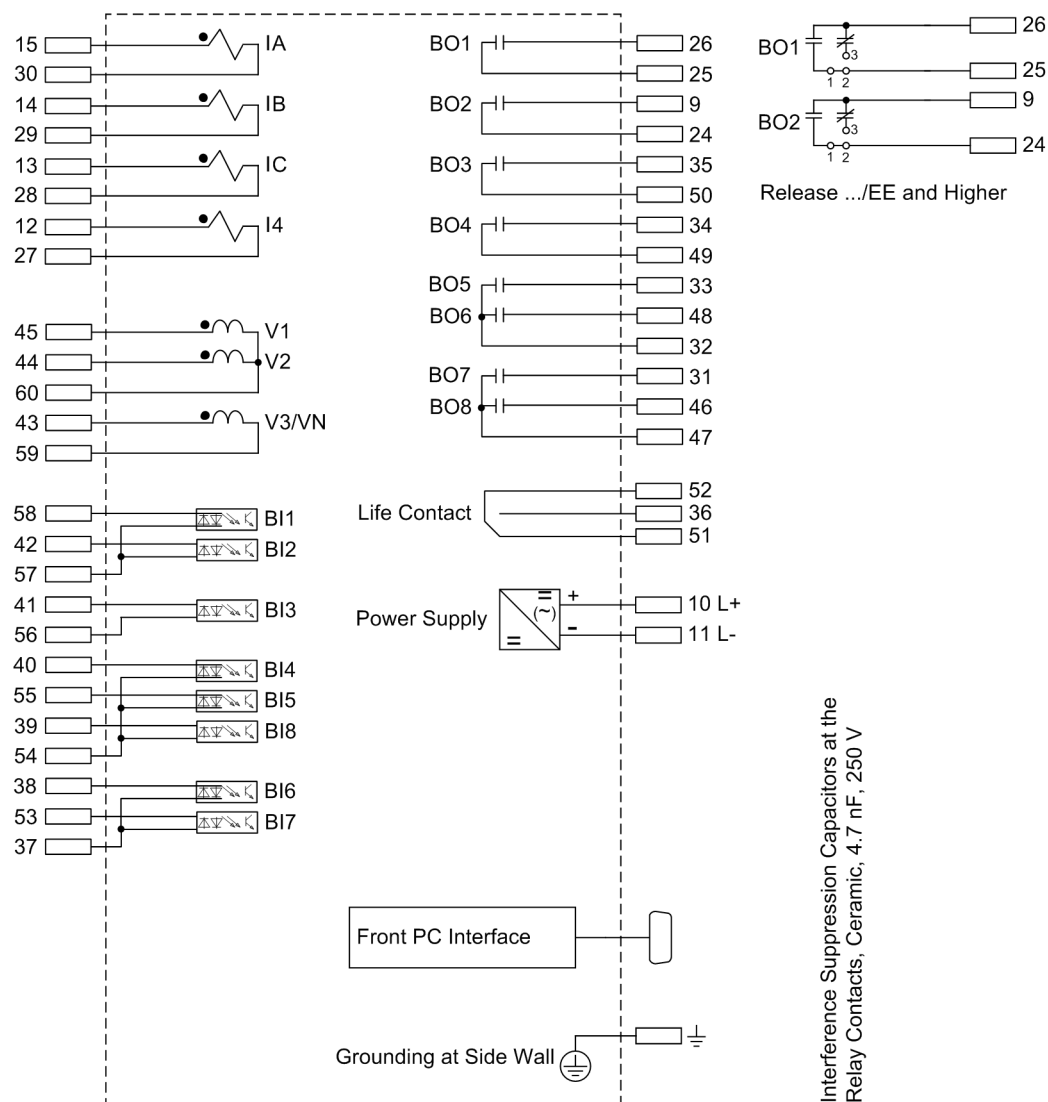 15 IA BO1 26
30 25
14 IB BO2 9
29 24
13 IC BO3 35
28 50
12 I4 BO4 34
27 49
BO5 33
BO6 48
45 V1 32
44 V2
60 BO7 31
43 V3/VN BO8 46
59 47
52
58 BI1 Life Contact 36
42 BI2 51
57
41 BI3 + 10 L+
Power Supply = (~) =
56 - 11 L-
40 BI4
55 BI5
39 BI8
54
38 BI6
53 BI7
37
Front PC Interface
Grounding at Side Wall
26
BO1 3
1 2 25
9
BO2 3
1 2 24
Release .../EE and Higher
Interference Suppression Capacitors at the
Relay Contacts, Ceramic, 4.7 nF, 250 V